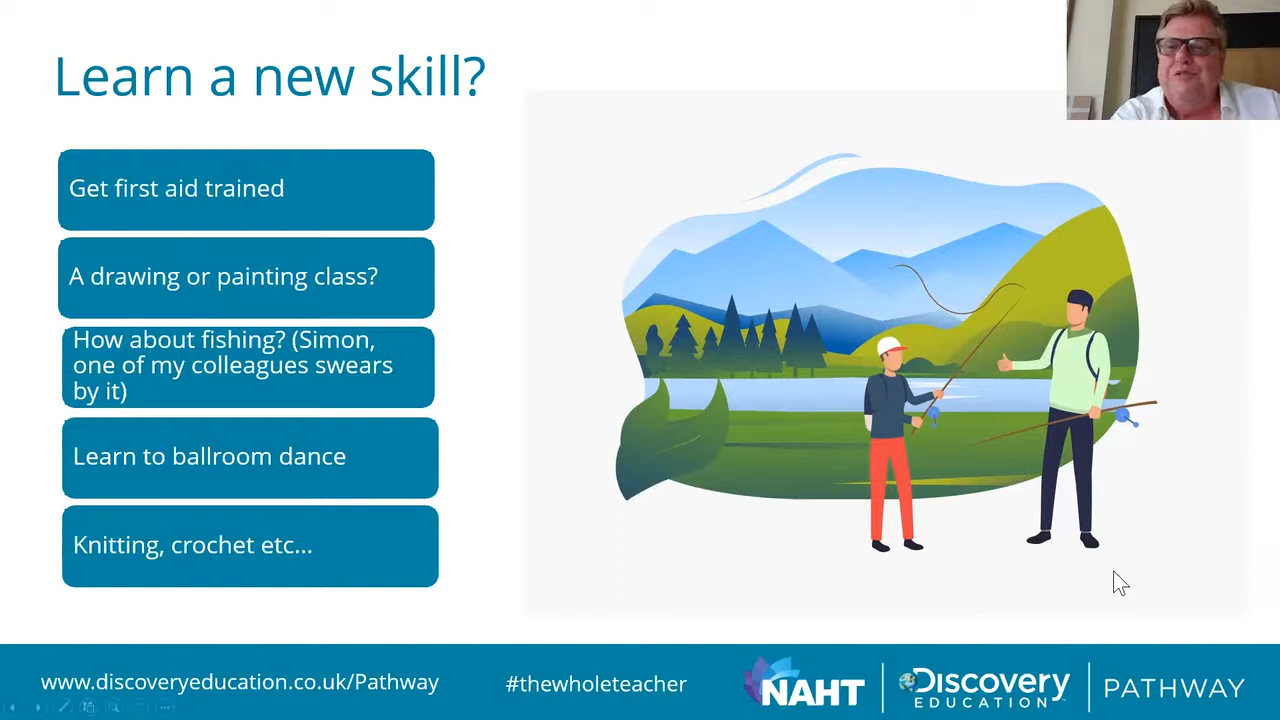 Learn a new skill?
Get first aid trained
A drawing or painting class?
How about fishing? (Simon,
one of my colleagues swears
by it)
Learn to ballroom dance
Knitting, crochet etc...
www.discoveryeducation.co.uk/Pathway
#thewholeteacher
NAHT
Discovery
EDUCATION
PATHWAY